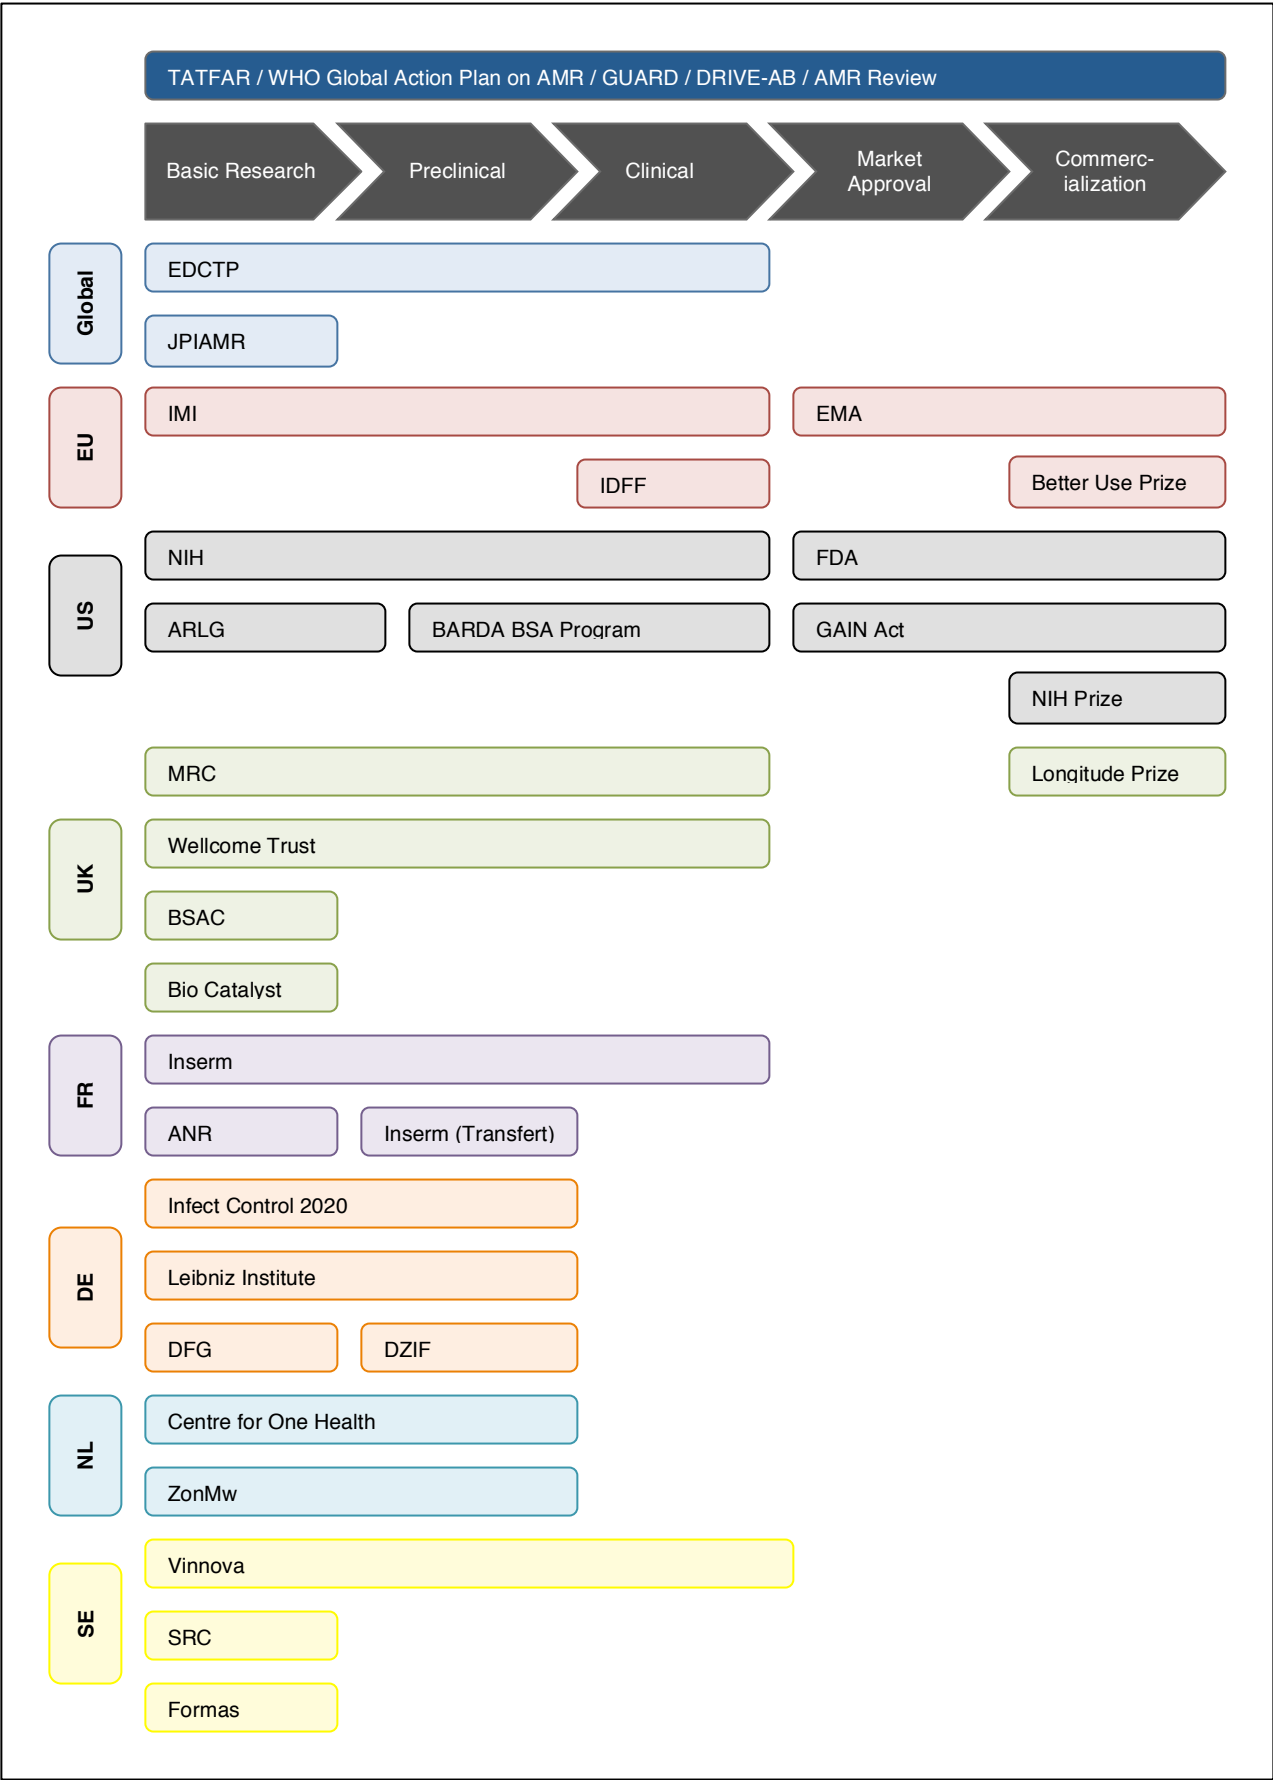 TATFAR / WHO Global Action Plan on AMR / GUARD / DRIVE-AB / AMR Review
Basic Research
Preclinical
Clinical
Market
Approval
Commerc-
ialization
Global
EDCTP
JPIAMR
EU
IMI
EMA
IDFF
Better Use Prize
US
NIH
FDA
ARLG
BARDA BSA Program
GAIN Act
NIH Prize
UK
MRC
Longitude Prize
Wellcome Trust
BSAC
Bio Catalyst
FR
Inserm
ANR
Inserm (Transfert)
DE
Infect Control 2020
Leibniz Institute
DFG
DZIF
NL
Centre for One Health
ZonMw
SE
Vinnova
SRC
Formas